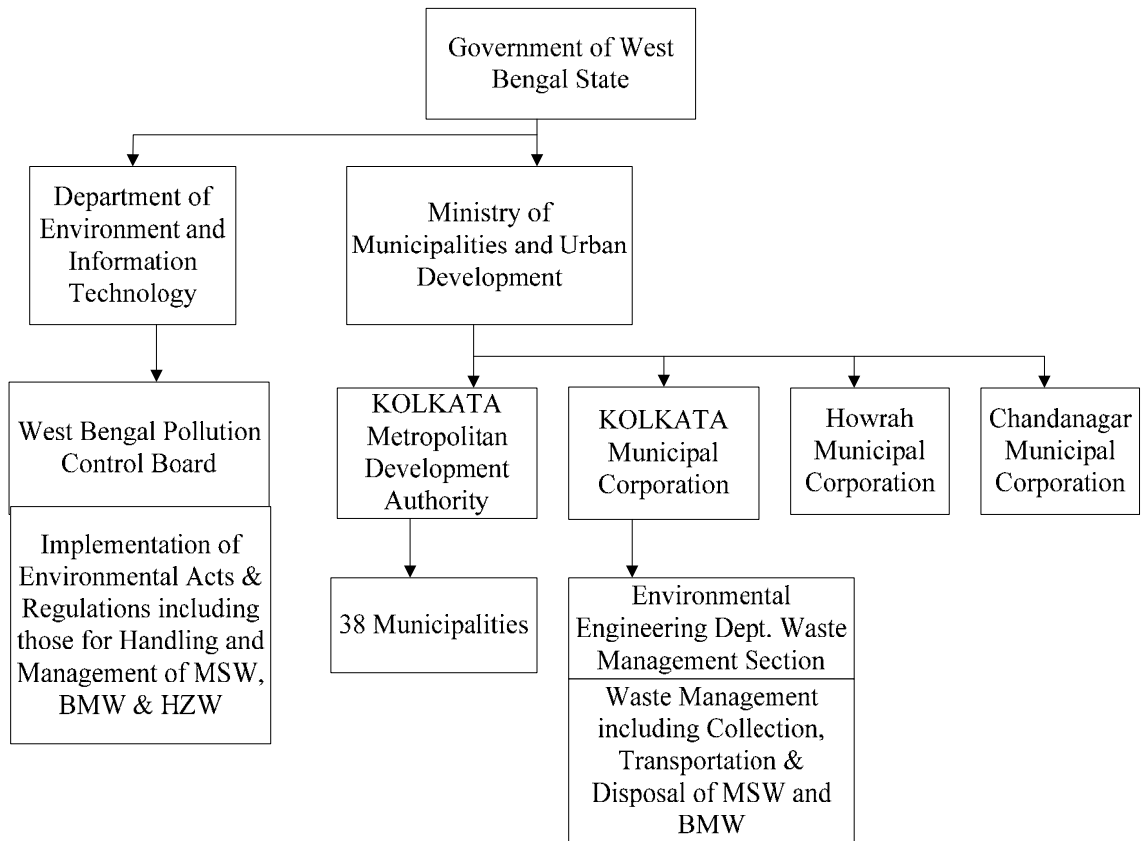 Government of West
Bengal State
Department of
Environment and
Information
Technology
Ministry of
Municipalities and Urban
Development
West Bengal Pollution
Control Board
KOLKATA
Metropolitan
Development
Authority
KOLKATA
Municipal
Corporation
Howrah
Municipal
Corporation
Chandanagar
Municipal
Corporation
Implementation of
Environmental Acts &
Regulations including
those for Handling and
Management of MSW,
BMW & HZW
38 Municipalities
Environmental
Engineering Dept. Waste
Management Section
Waste Management
including Collection,
Transportation &
Disposal of MSW and
BMW